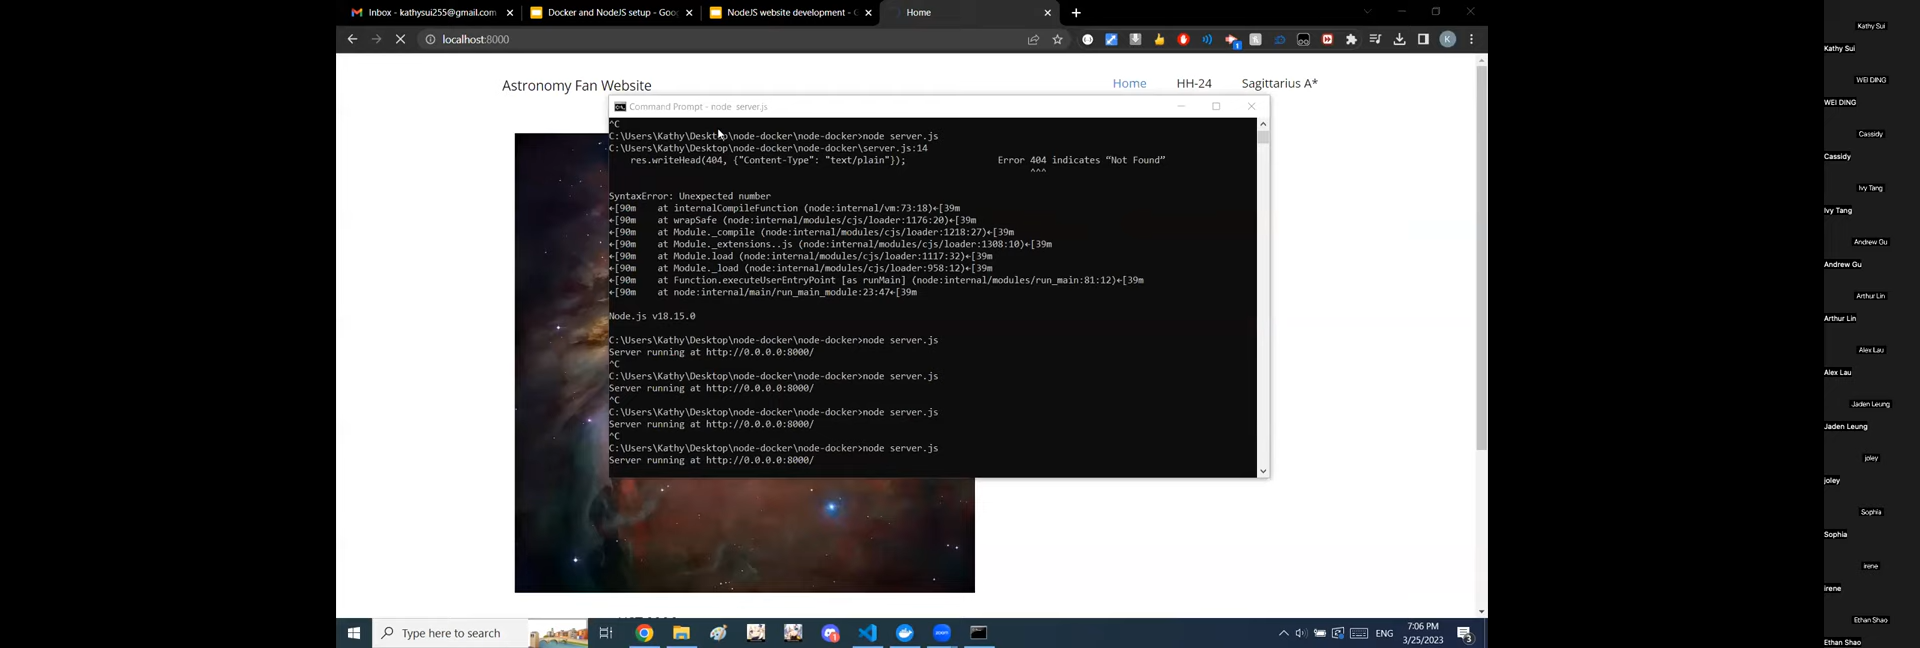 Inbox - kathysui255@gmail.com
Docker and NodeJS setup - Goo
NodeJS website development - G
Home
localhost:8000
K
Astronomy Fan Website
Home
HH-24
Sagittarius A*
Command Prompt - node server.js
^C
C:\Users\Kathy\Desktop\node-docker\node-docker>node server.js
C:\Users\Kathy\Desktop\node-docker\node-docker\server.js:14
res.writeHead(404, {"Content-Type": "text/plain"}); Error 404 indicates “Not Found”
^^^
SyntaxError: Unexpected number
←[90m at internalCompileFunction (node:internal/vm:73:18)←[39m
←[90m at wrapSafe (node:internal/modules/cjs/loader:1176:20)←[39m
←[90m at Module._compile (node:internal/modules/cjs/loader:1218:27)←[39m
←[90m at Module._extensions..js (node:internal/modules/cjs/loader:1308:10)←[39m
←[90m at Module.load (node:internal/modules/cjs/loader:1117:32)←[39m
←[90m at Module._load (node:internal/modules/cjs/loader:958:12)←[39m
←[90m at Function.executeUserEntryPoint [as runMain] (node:internal/modules/run_main:81:12)←[39m
←[90m at node:internal/main/run_main_module:23:47←[39m
Node.js v18.15.0
C:\Users\Kathy\Desktop\node-docker\node-docker>node server.js
Server running at http://0.0.0.0:8000/
^C
C:\Users\Kathy\Desktop\node-docker\node-docker>node server.js
Server running at http://0.0.0.0:8000/
^C
C:\Users\Kathy\Desktop\node-docker\node-docker>node server.js
Server running at http://0.0.0.0:8000/
^C
C:\Users\Kathy\Desktop\node-docker\node-docker>node server.js
Server running at http://0.0.0.0:8000/
Type here to search
zoom
ENG
7:06 PM
3/25/2023
3
Kathy Sui
Kathy Sui
WEI DING
WEI DING
Cassidy
Cassidy
Ivy Tang
Ivy Tang
Andrew Gu
Andrew Gu
Arthur Lin
Arthur Lin
Alex Lau
Alex Lau
Jaden Leung
Jaden Leung
joley
joley
Sophia
Sophia
irene
irene
Ethan Shao
Ethan Shao